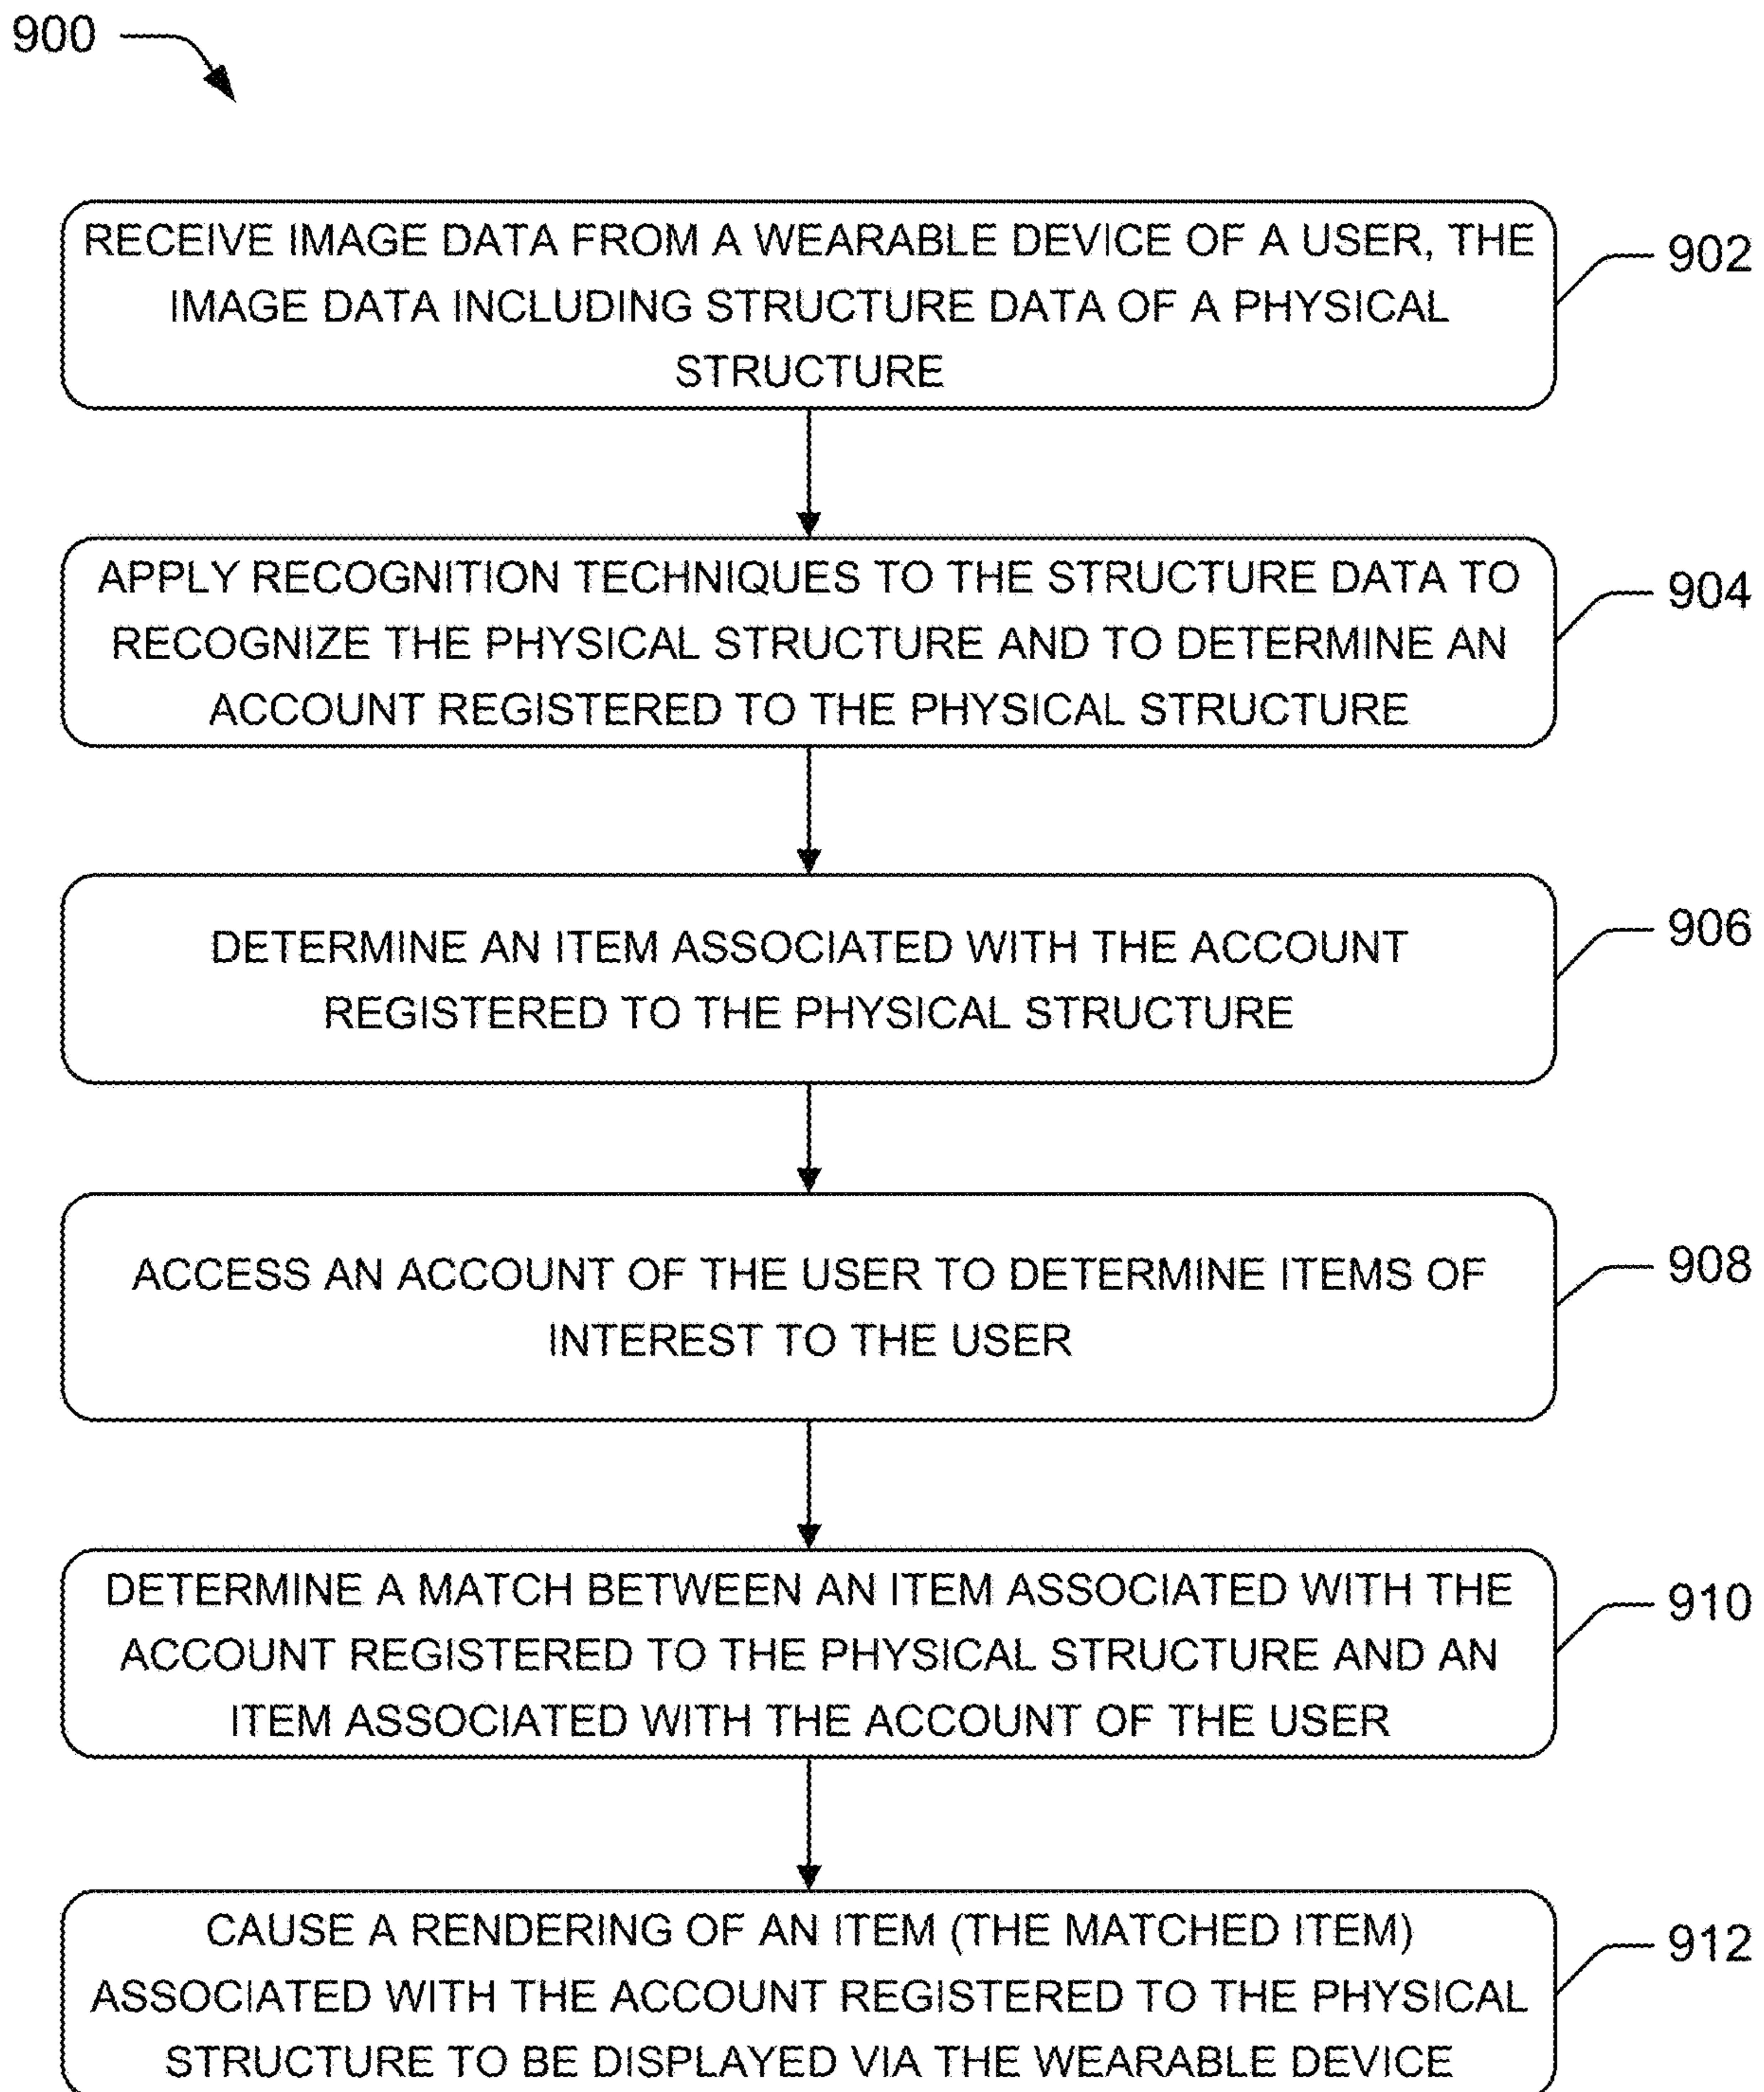 900
RECEIVE IMAGE DATA FROM A WEARABLE DEVICE OF A USER, THE
IMAGE DATA INCLUDING STRUCTURE DATA OF A PHYSICAL
STRUCTURE
902
APPLY RECOGNITION TECHNIQUES TO THE STRUCTURE DATA TO
RECOGNIZE THE PHYSICAL STRUCTURE AND TO DETERMINE AN
ACCOUNT REGISTERED TO THE PHYSICAL STRUCTURE
904
DETERMINE AN ITEM ASSOCIATED WITH THE ACCOUNT
REGISTERED TO THE PHYSICAL STRUCTURE
906
ACCESS AN ACCOUNT OF THE USER TO DETERMINE ITEMS OF
INTEREST TO THE USER
908
DETERMINE A MATCH BETWEEN AN ITEM ASSOCIATED WITH THE
ACCOUNT REGISTERED TO THE PHYSICAL STRUCTURE AND AN
ITEM ASSOCIATED WITH THE ACCOUNT OF THE USER
910
CAUSE A RENDERING OF AN ITEM (THE MATCHED ITEM)
ASSOCIATED WITH THE ACCOUNT REGISTERED TO THE PHYSICAL
STRUCTURE TO BE DISPLAYED VIA THE WEARABLE DEVICE
912